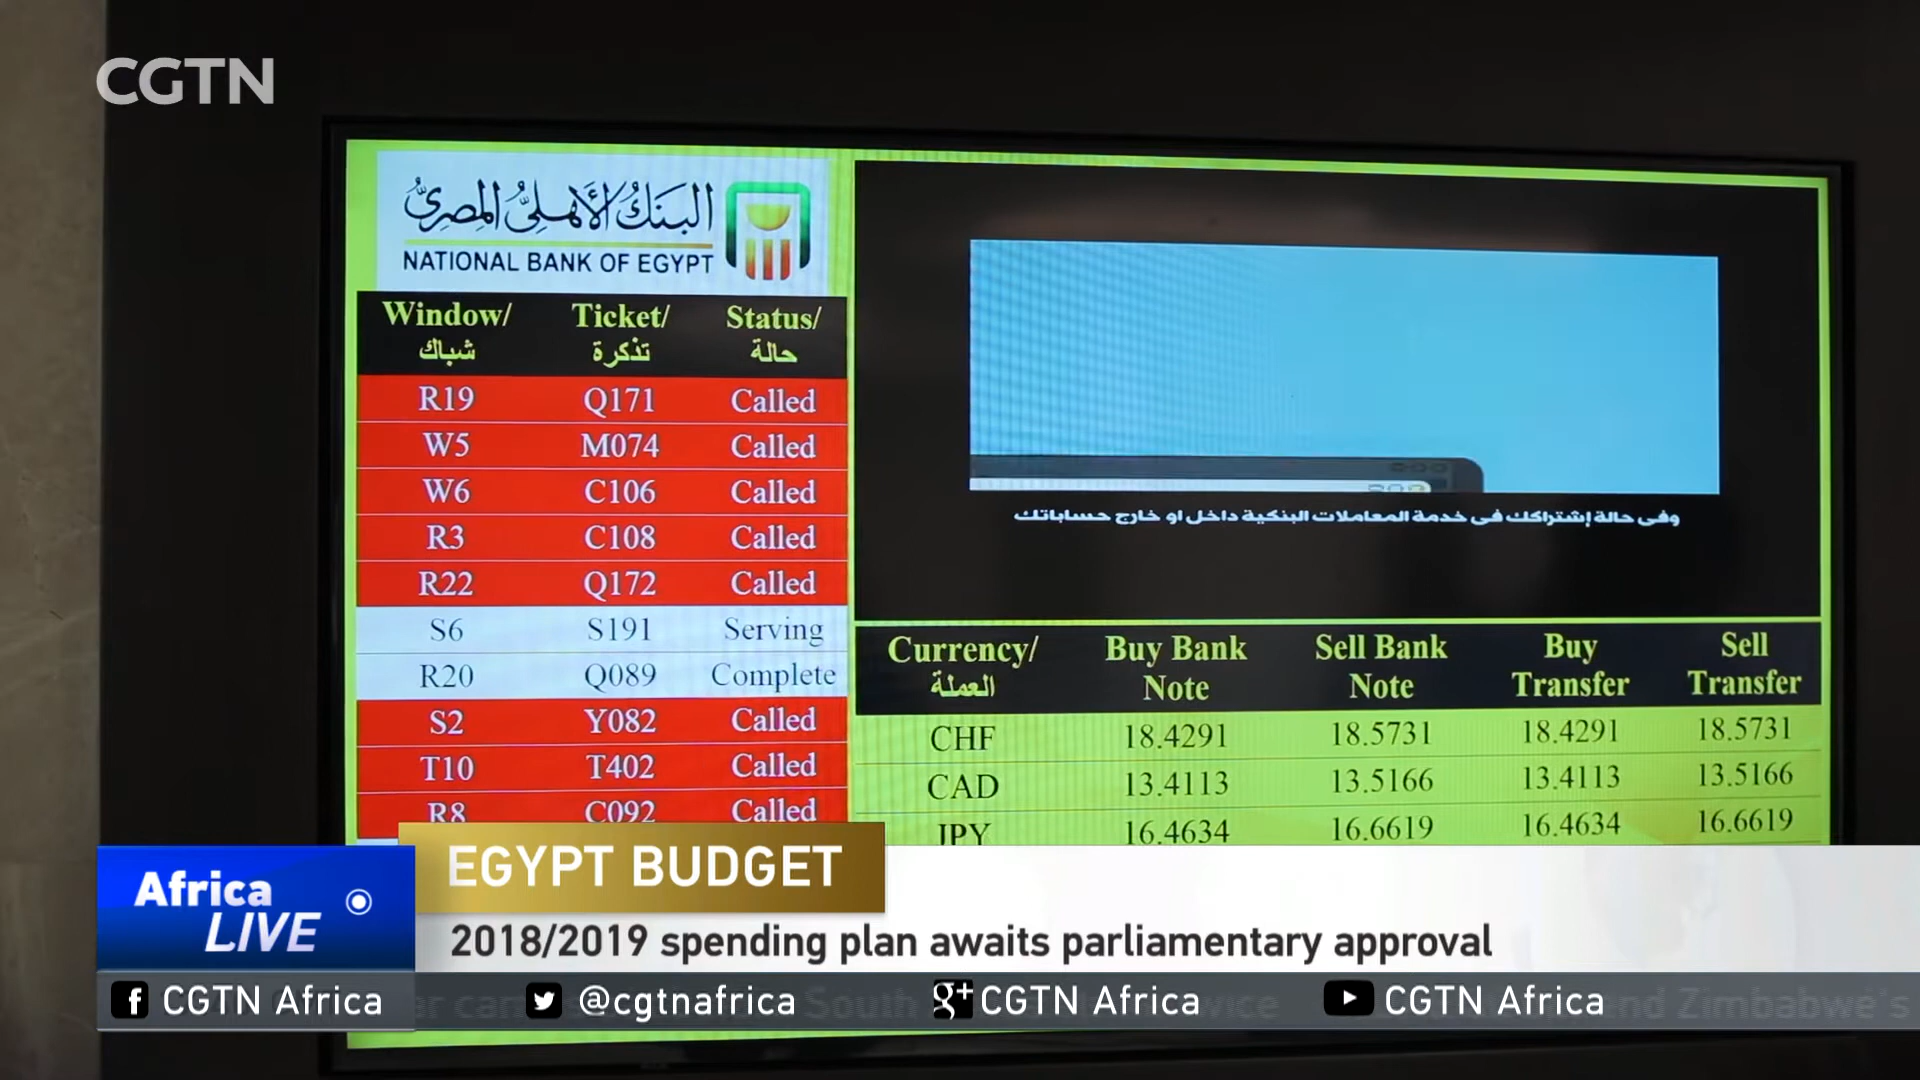 CGTN
البنك الأهلي المصري
NATIONAL BANK OF EGYPT
Window/ Ticket/ Status/
شباك تذكرة حالة
R19 Q171 Called
W5 M074 Called
W6 C106 Called
R3 C108 Called
R22 Q172 Called
S6 S191 Serving
R20 Q089 Complete
S2 Y082 Called
T10 T402 Called
R8 C092 Called
وفى حالة إشتراكك فى خدمة المعاملات البنكية داخل او خارج حساباتك
Currency/ Buy Bank Sell Bank Buy Sell
العملة Note Note Transfer Transfer
CHF 18.4291 18.5731 18.4291 18.5731
CAD 13.4113 13.5166 13.4113 13.5166
JPY 16.4634 16.6619 16.4634 16.6619
EGYPT BUDGET
Africa
LIVE
2018/2019 spending plan awaits parliamentary approval
CGTN Africa @cgtnafrica CGTN Africa CGTN Africa
South
end Zimbabwe's